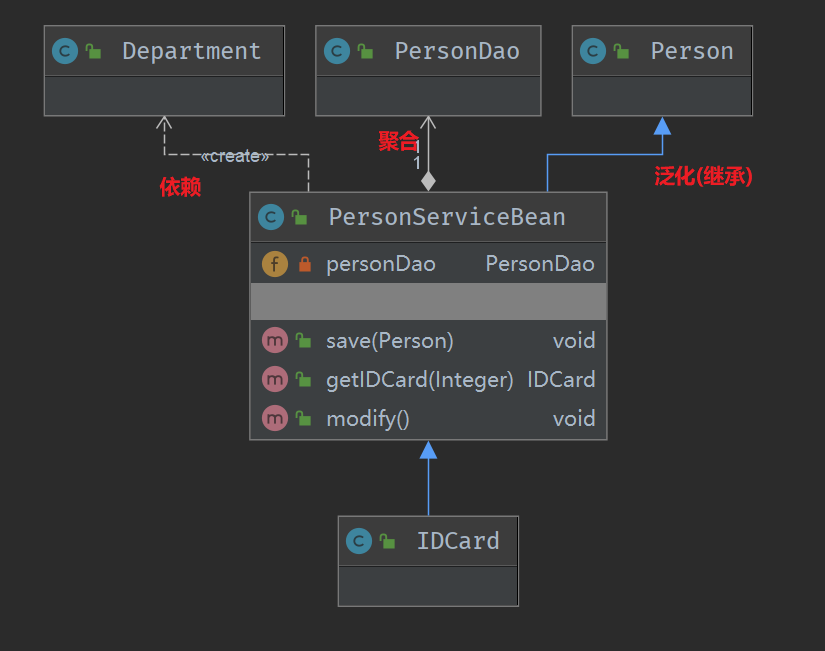 C Department
C PersonDao
C Person
«create»
依赖
聚合
1
1
泛化(继承)
C PersonServiceBean
f personDao PersonDao
m save(Person) void
m getIDCard(Integer) IDCard
m modify() void
C IDCard